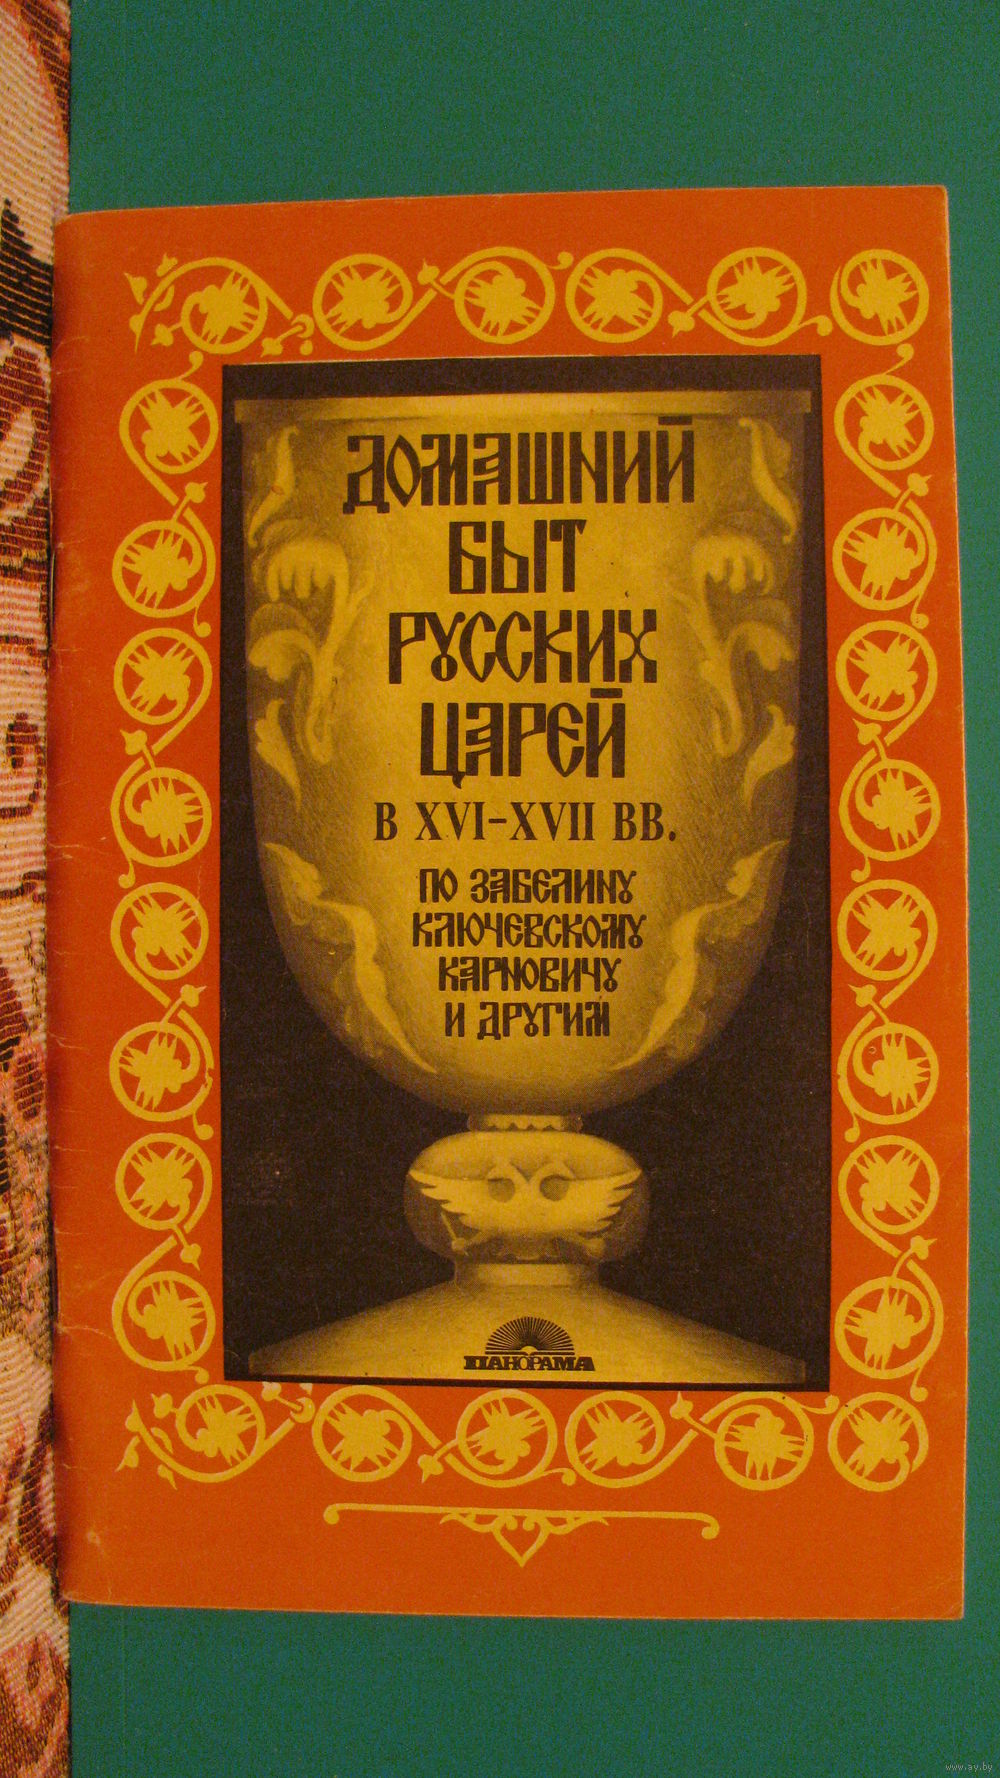 ДОМАШНИЙ
БЫТ
РУССКИХ
ЦАРЕЙ
В XVI-XVII ВВ.
ПО ЗАБЕЛИНУ
КЛЮЧЕВСКОМУ
КАРНОВИЧУ
И ДРУГИМ
ПАНОРАМА
www.ay.by